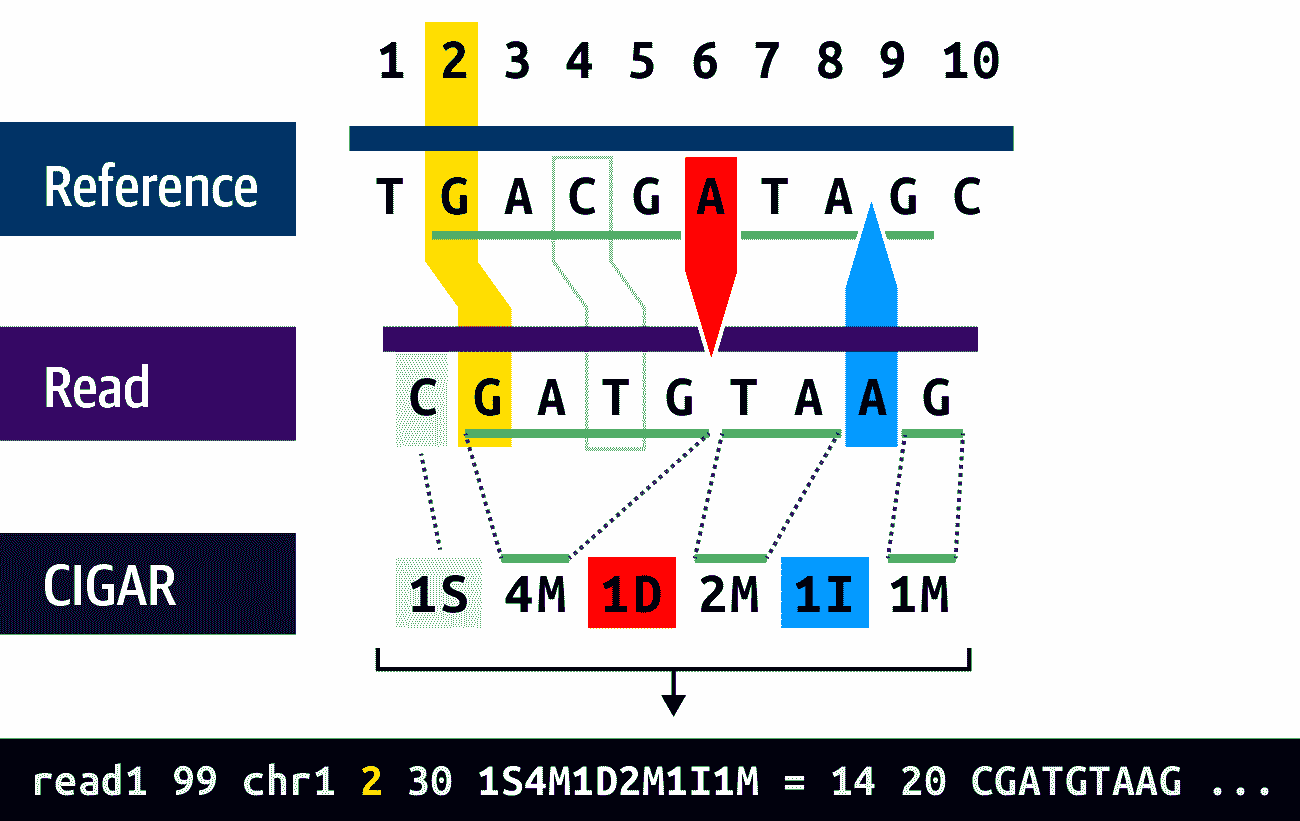 1 2 3 4 5 6 7 8 9 10
Reference
T G A C G A T A G C
Read
C G A T G T A A G
CIGAR
1S 4M 1D 2M 1I 1M
read1 99 chr1 2 30 1S4M1D2M1I1M = 14 20 CGATGTAAG ...